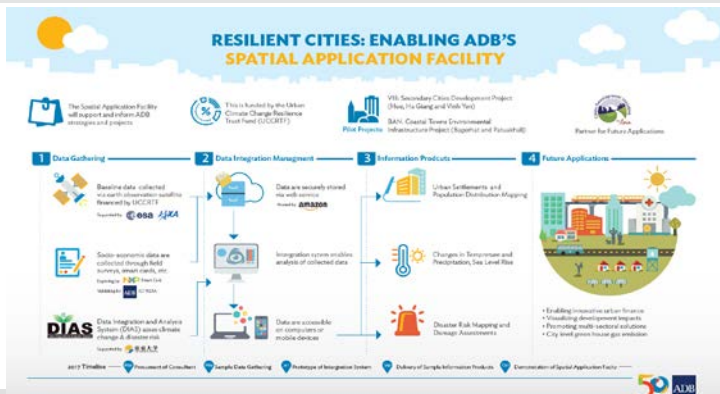 RESILIENT CITIES: ENABLING ADB'S
SPATIAL APPLICATION FACILITY
The Spatial Application Facility
will support and inform ADB
strategies and projects
This is funded by the Urban
Climate Change Resilience
Trust Fund (UCCRTF)
Pilot Projects
VIE: Secondary Cities Development Project
(Hue, Ha Giang and Vinh Yen)
BAN: Coastal Towns Environmental
Infrastructure Project
Partner for Future Applications
1 Data Gathering
2 Data Integration Managment
3 Information Prodcuts
4 Future Applications
Baseline data collected
via earth observation satellite
financed by UCCRTF
Supported by esa
Data are securely stored
via web service
amazon
Urban Settlements and
Population Distribution Mapping
Socio-economic data are
collected through field
surveys, smart cards, etc.
ADB
Intergration system enables
analysis of collected data
Changes in Temperature and
Precipitation, Sea Level Rise
DIAS
Data Integration and Analysis
System (DIAS) asses climate
change & disaster risk
Supported by
Data are accessible
on computers or
mobile devices
Disaster Risk Mapping and
Damage Assessments
• Enabling innovative urban finance
• Visualizing development impacts
• Promoting multi-sectoral solutions
• City level green house gas emission
2017 Timeline
Procurement of Consultant
Sample Data Gathering
Prototype of Intergration System
Delivery of Sample Information Products
Demonstration of Spatial Application Facility
50 ADB